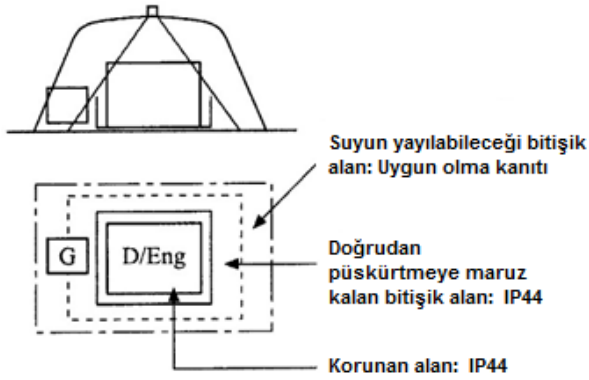 Suyun yayılabileceği bitişik
alan: Uygun olma kanıtı
G
D/Eng
Doğrudan
püskürtmeye maruz
kalan bitişik alan: IP44
Korunan alan: IP44